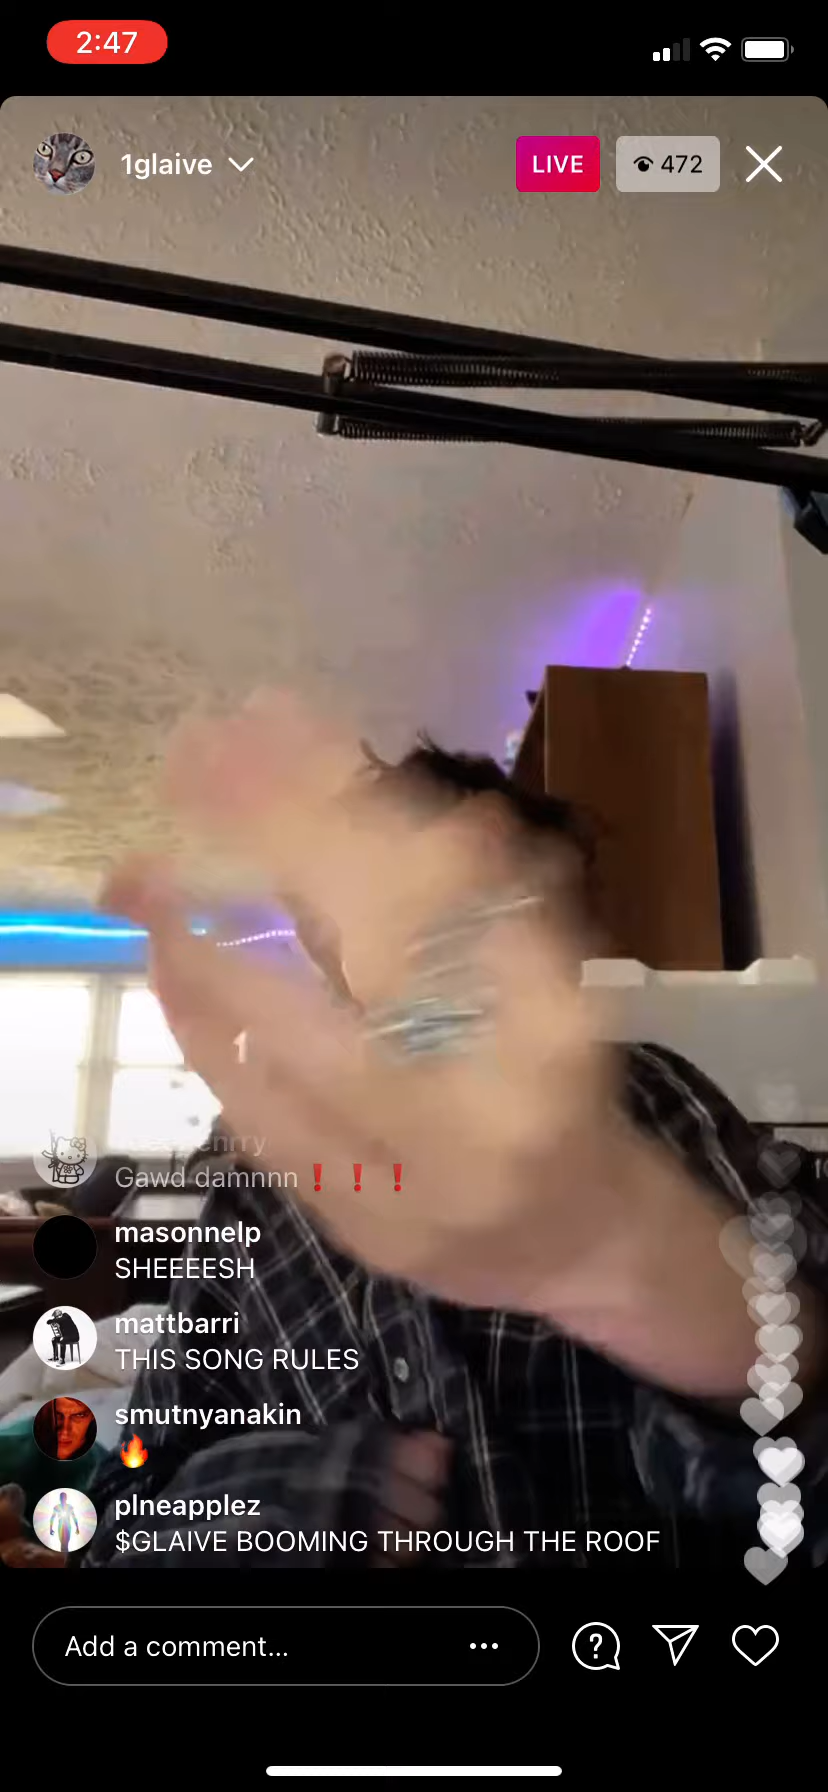 2:47
1glaive
LIVE
472
Gawd damnnn❗❗❗
masonnelp
SHEEEESH
mattbarri
THIS SONG RULES
smutnyanakin
🔥
plneapplez
$GLAIVE BOOMING THROUGH THE ROOF
Add a comment...